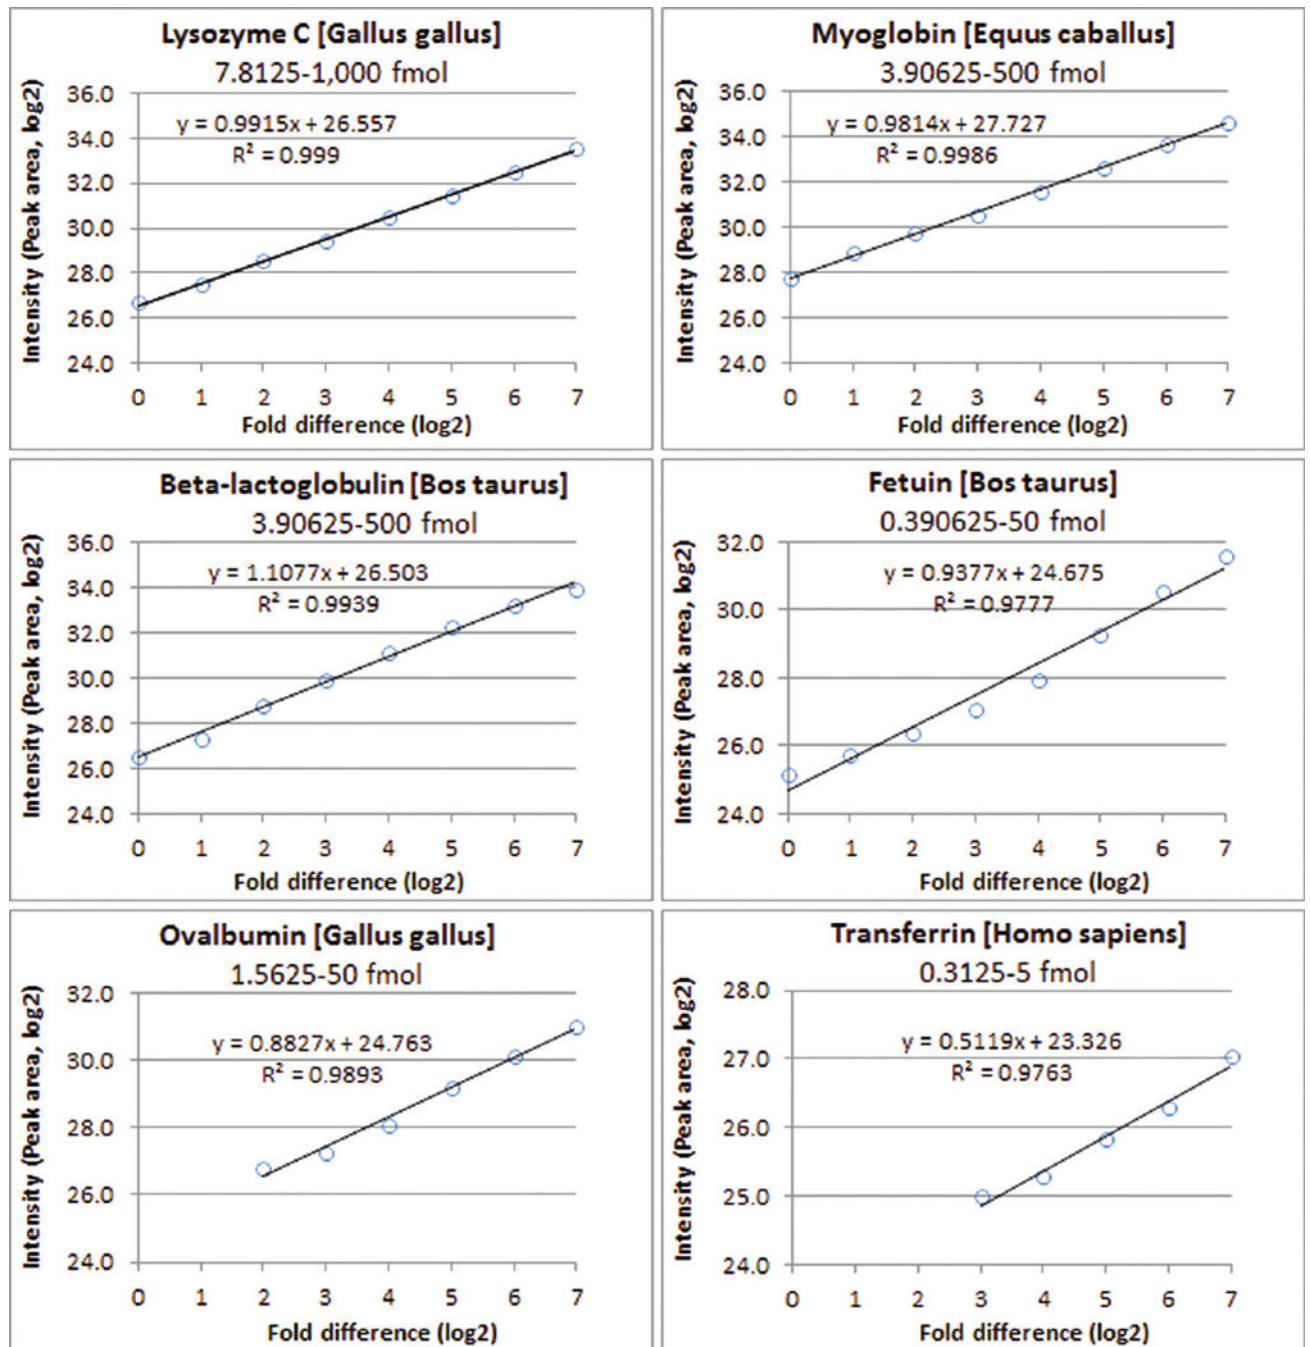 Lysozyme C [Gallus gallus]
7.8125-1,000 fmol
y = 0.9915x + 26.557
R² = 0.999
Intensity (Peak area, log2)
36.0
34.0
32.0
30.0
28.0
26.0
24.0
0 1 2 3 4 5 6 7
Fold difference (log2)
Myoglobin [Equus caballus]
3.90625-500 fmol
y = 0.9814x + 27.727
R² = 0.9986
Intensity (Peak area, log2)
36.0
34.0
32.0
30.0
28.0
26.0
24.0
0 1 2 3 4 5 6 7
Fold difference (log2)
Beta-lactoglobulin [Bos taurus]
3.90625-500 fmol
y = 1.1077x + 26.503
R² = 0.9939
Intensity (Peak area, log2)
36.0
34.0
32.0
30.0
28.0
26.0
24.0
0 1 2 3 4 5 6 7
Fold difference (log2)
Fetuin [Bos taurus]
0.390625-50 fmol
y = 0.9377x + 24.675
R² = 0.9777
Intensity (Peak area, log2)
32.0
30.0
28.0
26.0
24.0
0 1 2 3 4 5 6 7
Fold difference (log2)
Ovalbumin [Gallus gallus]
1.5625-50 fmol
y = 0.8827x + 24.763
R² = 0.9893
Intensity (Peak area, log2)
32.0
30.0
28.0
26.0
24.0
0 1 2 3 4 5 6 7
Fold difference (log2)
Transferrin [Homo sapiens]
0.3125-5 fmol
y = 0.5119x + 23.326
R² = 0.9763
Intensity (Peak area, log2)
28.0
27.0
26.0
25.0
24.0
0 1 2 3 4 5 6 7
Fold difference (log2)